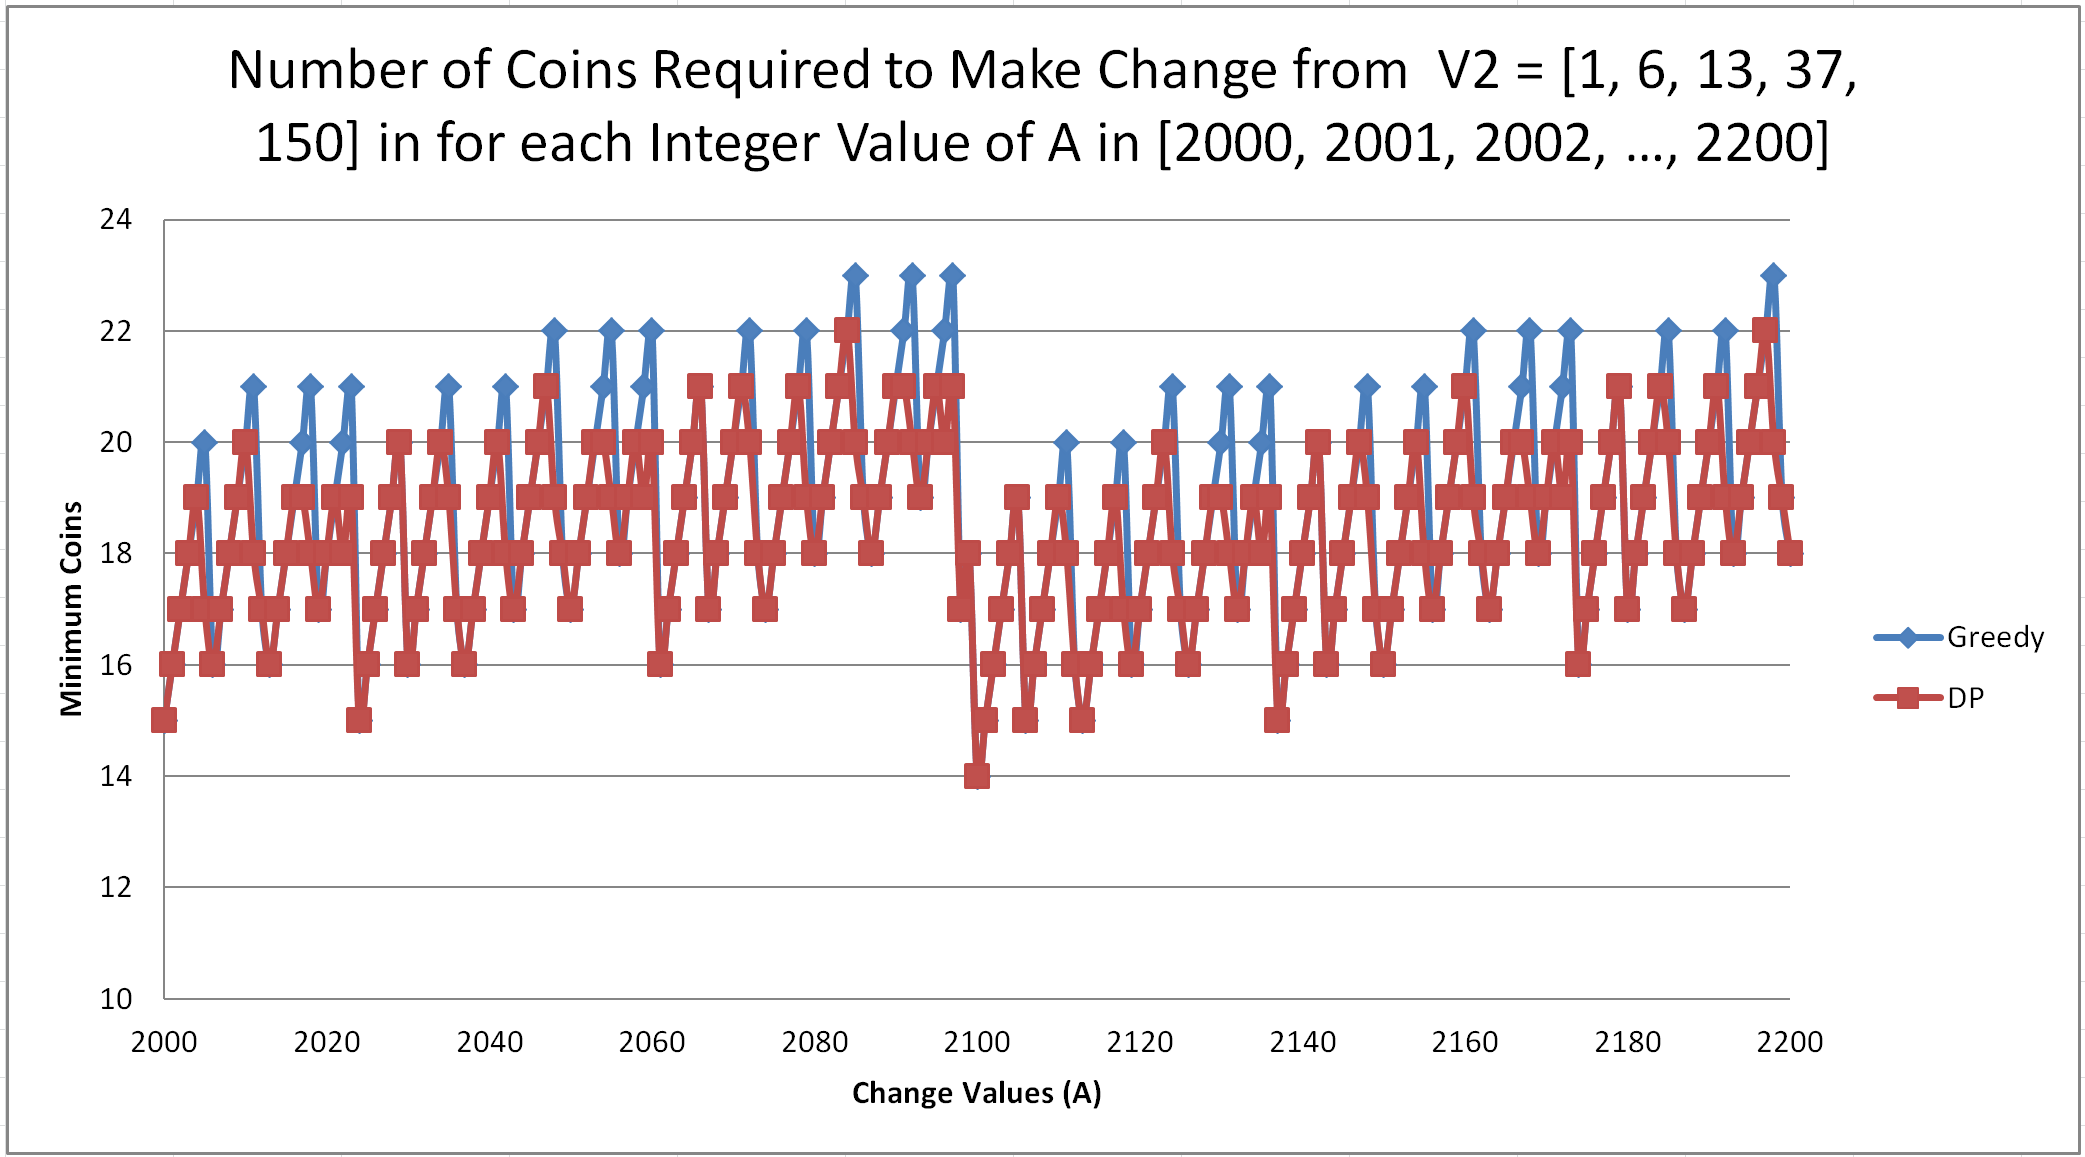 Number of Coins Required to Make Change from  V2 = [1, 6, 13, 37,
150] in for each Integer Value of A in [2000, 2001, 2002, …, 2200]
24
22
20
18
16
14
12
10
Minimum Coins
2000 2020 2040 2060 2080 2100 2120 2140 2160 2180 2200
Change Values (A)
Greedy
DP